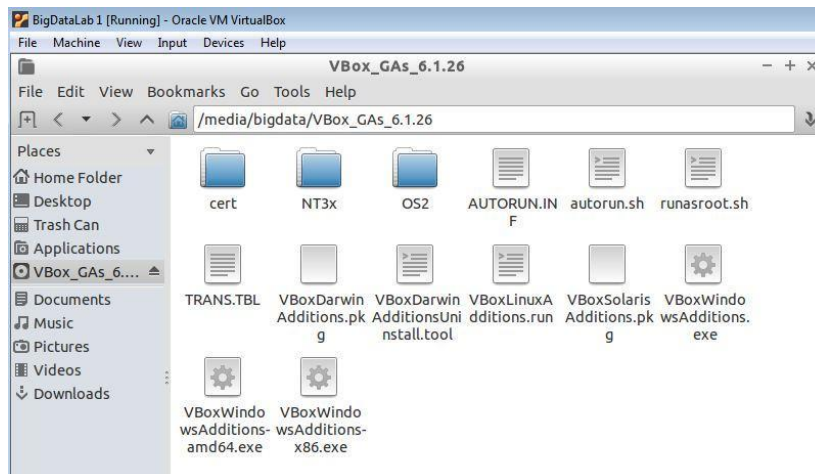 BigDataLab 1 [Running] - Oracle VM VirtualBox
File Machine View Input Devices Help
VBox_GAs_6.1.26
File Edit View Bookmarks Go Tools Help
/media/bigdata/VBox_GAs_6.1.26
Places
Home Folder
Desktop
Trash Can
Applications
VBox_GAs_6....
Documents
Music
Pictures
Videos
Downloads
cert
NT3x
OS2
AUTORUN.IN
F
autorun.sh
runasroot.sh
TRANS.TBL
VBoxDarwin
Additions.pk
g
VBoxDarwin
AdditionsUni
nstall.tool
VBoxLinuxA
dditions.run
VBoxSolaris
Additions.pk
g
VBoxWindo
wsAdditions.
exe
VBoxWindo
wsAdditions-
amd64.exe
VBoxWindo
wsAdditions-
x86.exe